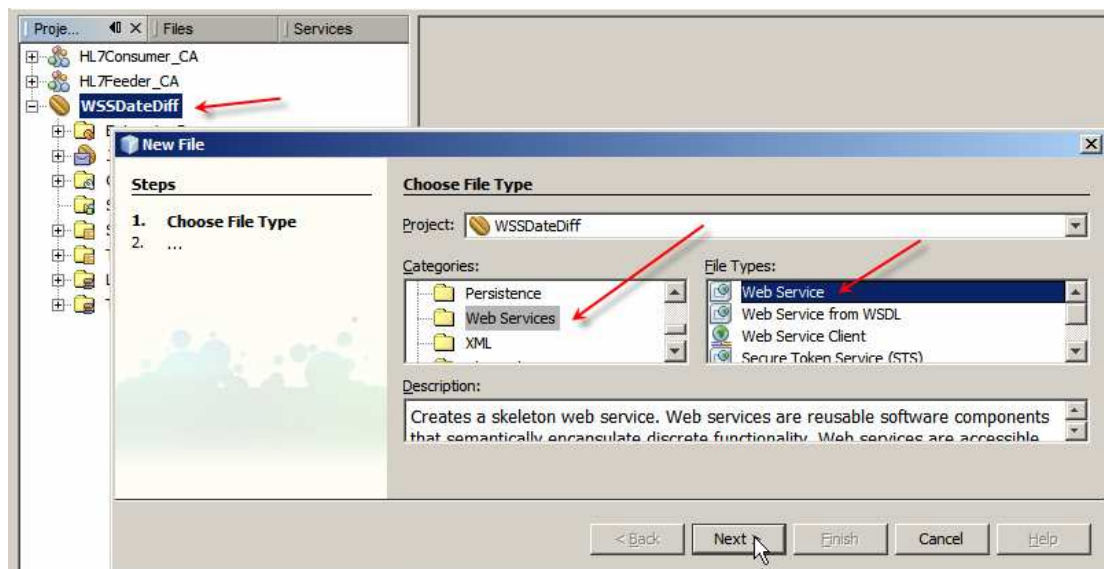 Proje... Files Services
HL7Consumer_CA
HL7Feeder_CA
WSSDateDiff
New File
Steps
1. Choose File Type
2. ...
Choose File Type
Project: WSSDateDiff
Categories:
Persistence
Web Services
XML
File Types:
Web Service
Web Service from WSDL
Web Service Client
Secure Token Service (STS)
Description:
Creates a skeleton web service. Web services are reusable software components
that semantically encapsulate discrete functionality. Web services are accessible
< Back Next > Finish Cancel Help